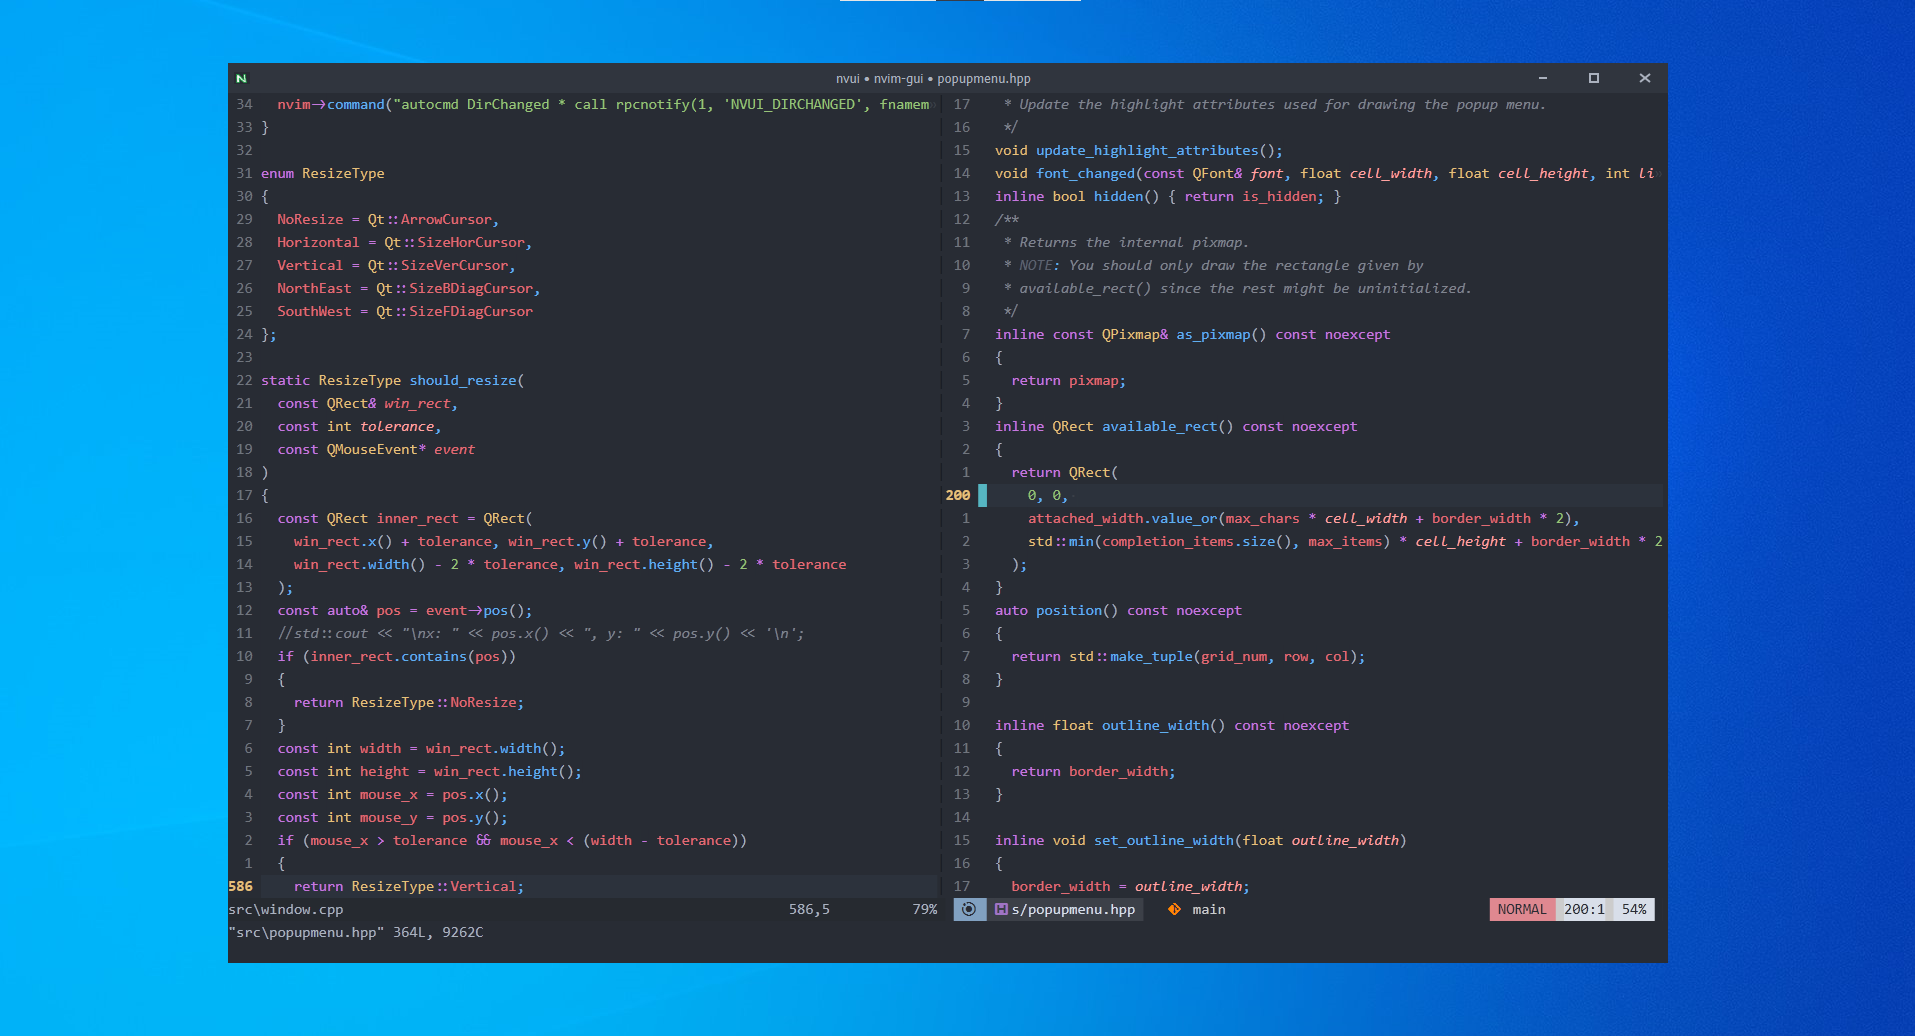 nvui • nvim-gui • popupmenu.hpp
34   nvim->command("autocmd DirChanged * call rpcnotify(1, 'NVUI_DIRCHANGED', fnamem
33 }
32
31 enum ResizeType
30 {
29   NoResize = Qt::ArrowCursor,
28   Horizontal = Qt::SizeHorCursor,
27   Vertical = Qt::SizeVerCursor,
26   NorthEast = Qt::SizeBDiagCursor,
25   SouthWest = Qt::SizeFDiagCursor
24 };
23
22 static ResizeType should_resize(
21   const QRect& win_rect,
20   const int tolerance,
19   const QMouseEvent* event
18 )
17 {
16   const QRect inner_rect = QRect(
15     win_rect.x() + tolerance, win_rect.y() + tolerance,
14     win_rect.width() - 2 * tolerance, win_rect.height() - 2 * tolerance
13   );
12   const auto& pos = event->pos();
11   //std::cout << "\nx: " << pos.x() << ", y: " << pos.y() << '\n';
10   if (inner_rect.contains(pos))
9   {
8     return ResizeType::NoResize;
7   }
6   const int width = win_rect.width();
5   const int height = win_rect.height();
4   const int mouse_x = pos.x();
3   const int mouse_y = pos.y();
2   if (mouse_x > tolerance && mouse_x < (width - tolerance))
1   {
586     return ResizeType::Vertical;
src\window.cpp 586,5 79%
17    * Update the highlight attributes used for drawing the popup menu.
16    */
15   void update_highlight_attributes();
14   void font_changed(const QFont& font, float cell_width, float cell_height, int li
13   inline bool hidden() { return is_hidden; }
12   /**
11    * Returns the internal pixmap.
10    * NOTE: You should only draw the rectangle given by
9    * available_rect() since the rest might be uninitialized.
8    */
7   inline const QPixmap& as_pixmap() const noexcept
6   {
5     return pixmap;
4   }
3   inline QRect available_rect() const noexcept
2   {
1     return QRect(
200       0, 0,
1       attached_width.value_or(max_chars * cell_width + border_width * 2),
2       std::min(completion_items.size(), max_items) * cell_height + border_width * 2
3     );
4   }
5   auto position() const noexcept
6   {
7     return std::make_tuple(grid_num, row, col);
8   }
9
10   inline float outline_width() const noexcept
11   {
12     return border_width;
13   }
14
15   inline void set_outline_width(float outline_width)
16   {
17     border_width = outline_width;
s/popupmenu.hpp main NORMAL 200:1 54%
"src\popupmenu.hpp" 364L, 9262C